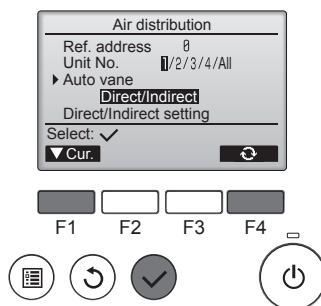 Air distribution
Ref. address 0
Unit No. 1/2/3/4/All
Auto vane
Direct/Indirect
Direct/Indirect setting
Select:
Cur.
F1 F2 F3 F4